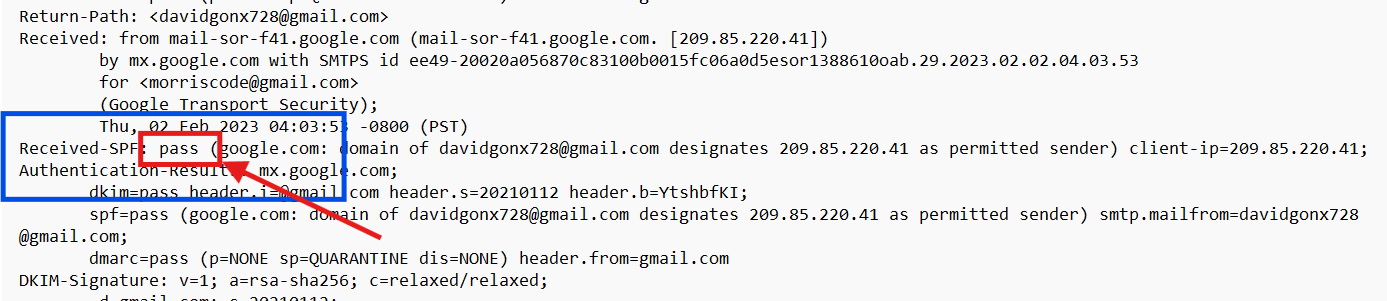 Return-Path: <davidgonx728@gmail.com>
Received: from mail-sor-f41.google.com (mail-sor-f41.google.com. [209.85.220.41])
by mx.google.com with SMTPS id ee49-20020a056870c83100b0015fc06a0d5esor1388610oab.29.2023.02.02.04.03.53
for <morriscode@gmail.com>
(Google Transport Security);
Thu, 02 Feb 2023 04:03:53 -0800 (PST)
Received-SPF: pass (google.com: domain of davidgonx728@gmail.com designates 209.85.220.41 as permitted sender) client-ip=209.85.220.41;
Authentication-Results: mx.google.com;
dkim=pass header.i=@gmail.com header.s=20210112 header.b=YtshbfKI;
spf=pass (google.com: domain of davidgonx728@gmail.com designates 209.85.220.41 as permitted sender) smtp.mailfrom=davidgonx728
@gmail.com;
dmarc=pass (p=NONE sp=QUARANTINE dis=NONE) header.from=gmail.com
DKIM-Signature: v=1; a=rsa-sha256; c=relaxed/relaxed;